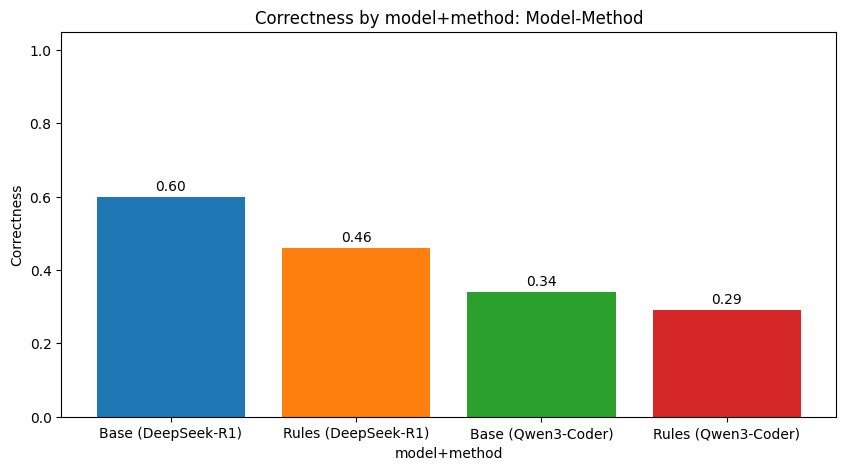 Correctness by model+method: Model-Method
1.0
0.8
0.6
0.4
0.2
0.0
Correctness
0.60
0.46
0.34
0.29
Base (DeepSeek-R1)
Rules (DeepSeek-R1)
Base (Qwen3-Coder)
Rules (Qwen3-Coder)
model+method